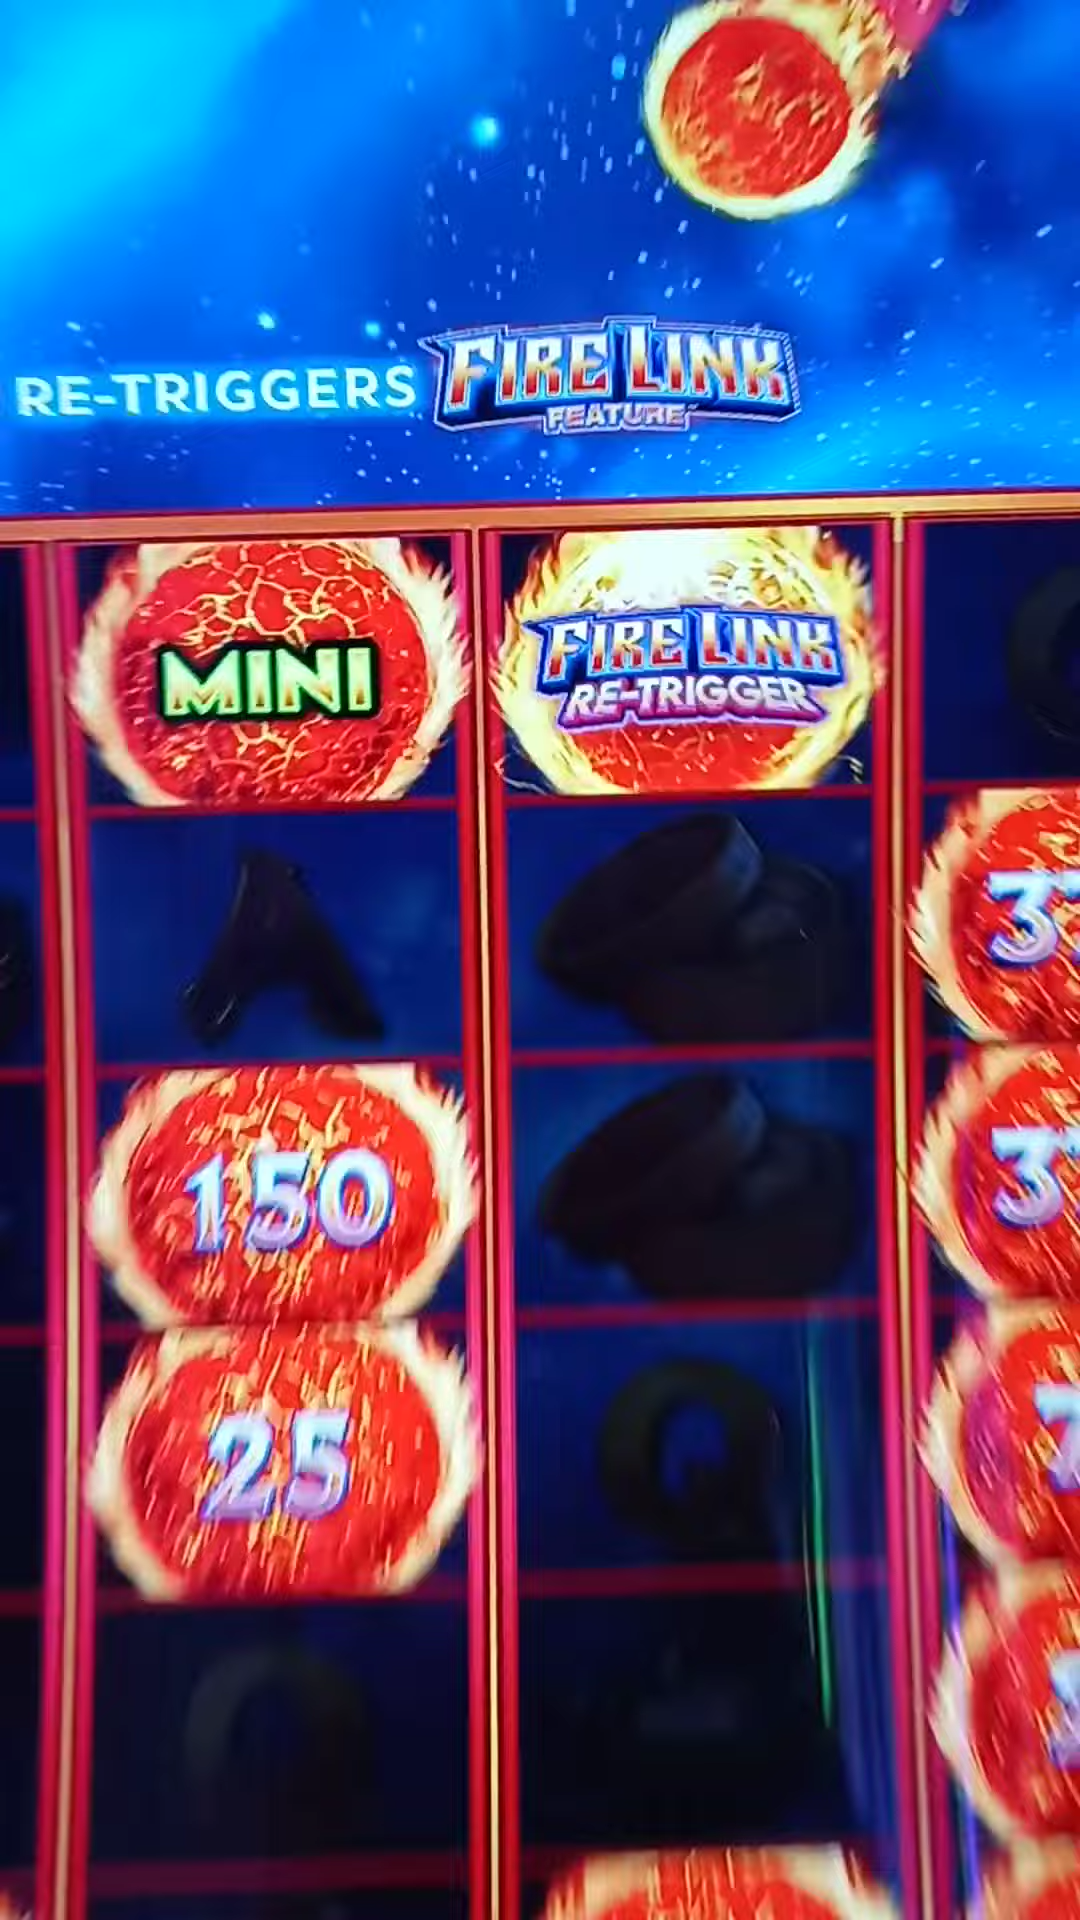 RE-TRIGGERS FIRE LINK
FEATURE
MINI
FIRE LINK
RE-TRIGGER
A
150
25
Q